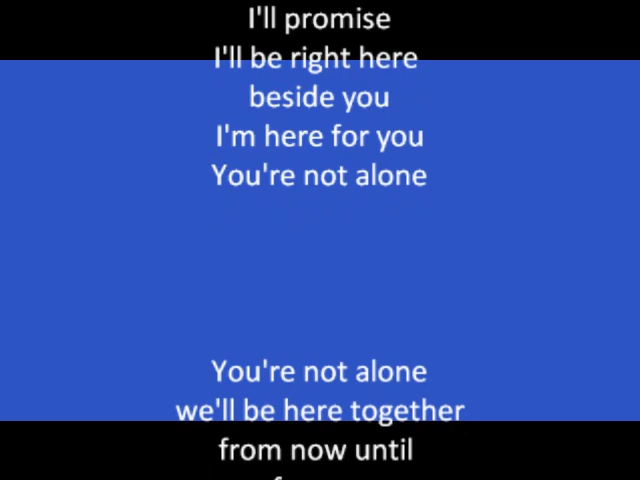 I'll promise
I'll be right here
beside you
I'm here for you
You're not alone
You're not alone
we'll be here together
from now until